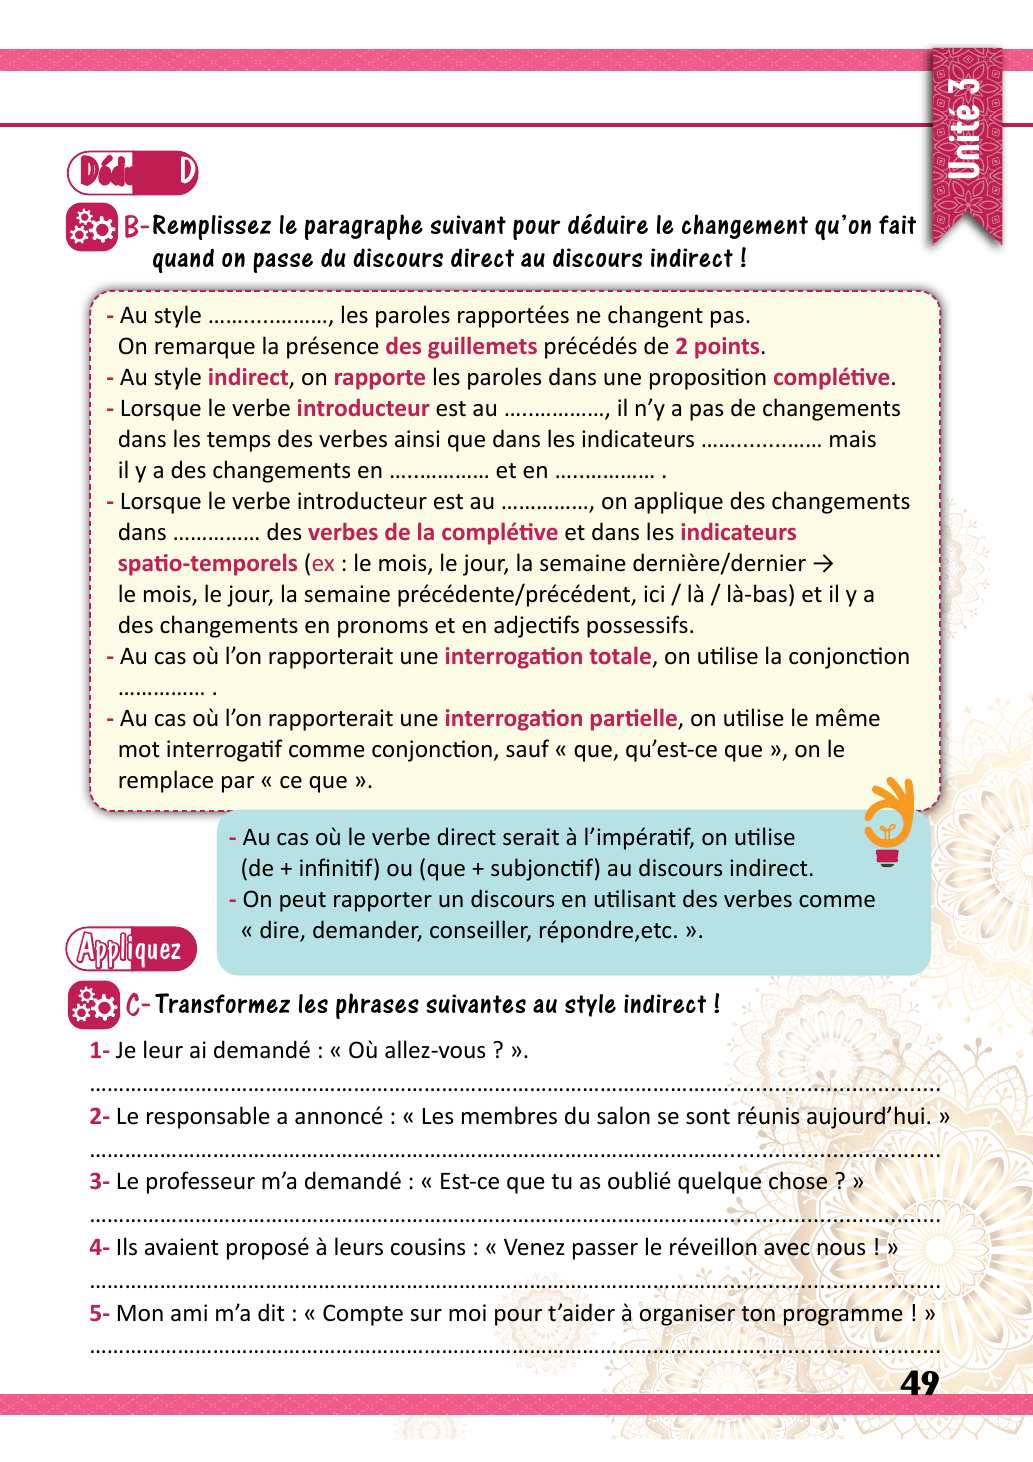 Unité 3
B- Remplissez le paragraphe suivant pour déduire le changement qu'on fait
quand on passe du discours direct au discours indirect !
- Au style ……....………, les paroles rapportées ne changent pas.
On remarque la présence des guillemets précédés de 2 points.
- Au style indirect, on rapporte les paroles dans une proposition complétive.
- Lorsque le verbe introducteur est au ………………, il n'y a pas de changements
dans les temps des verbes ainsi que dans les indicateurs ……........…… mais
il y a des changements en ……………… et en ……………… .
- Lorsque le verbe introducteur est au ……………, on applique des changements
dans …………… des verbes de la complétive et dans les indicateurs
spatio-temporels (ex : le mois, le jour, la semaine dernière/dernier →
le mois, le jour, la semaine précédente/précédent, ici / là / là-bas) et il y a
des changements en pronoms et en adjectifs possessifs.
- Au cas où l'on rapporterait une interrogation totale, on utilise la conjonction
…………… .
- Au cas où l'on rapporterait une interrogation partielle, on utilise le même
mot interrogatif comme conjonction, sauf « que, qu'est-ce que », on le
remplace par « ce que ».
- Au cas où le verbe direct serait à l'impératif, on utilise
(de + infinitif) ou (que + subjonctif) au discours indirect.
- On peut rapporter un discours en utilisant des verbes comme
« dire, demander, conseiller, répondre,etc. ».
Appliquez
C- Transformez les phrases suivantes au style indirect !
1- Je leur ai demandé : « Où allez-vous ? ».
……………………………………………………………………………………………
2- Le responsable a annoncé : « Les membres du salon se sont réunis aujourd'hui. »
……………………………………………………………………………………………
3- Le professeur m'a demandé : « Est-ce que tu as oublié quelque chose ? »
……………………………………………………………………………………………
4- Ils avaient proposé à leurs cousins : « Venez passer le réveillon avec nous ! »
……………………………………………………………………………………………
5- Mon ami m'a dit : « Compte sur moi pour t'aider à organiser ton programme ! »
……………………………………………………………………………………………
49